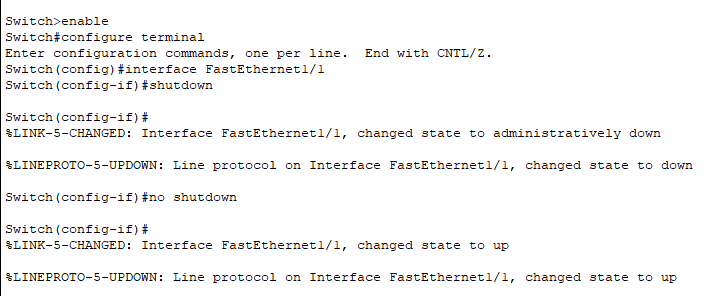 Switch>enable
Switch#configure terminal
Enter configuration commands, one per line.  End with CNTL/Z.
Switch(config)#interface FastEthernet1/1
Switch(config-if)#shutdown
Switch(config-if)#
%LINK-5-CHANGED: Interface FastEthernet1/1, changed state to administratively down
%LINEPROTO-5-UPDOWN: Line protocol on Interface FastEthernet1/1, changed state to down
Switch(config-if)#no shutdown
Switch(config-if)#
%LINK-5-CHANGED: Interface FastEthernet1/1, changed state to up
%LINEPROTO-5-UPDOWN: Line protocol on Interface FastEthernet1/1, changed state to up